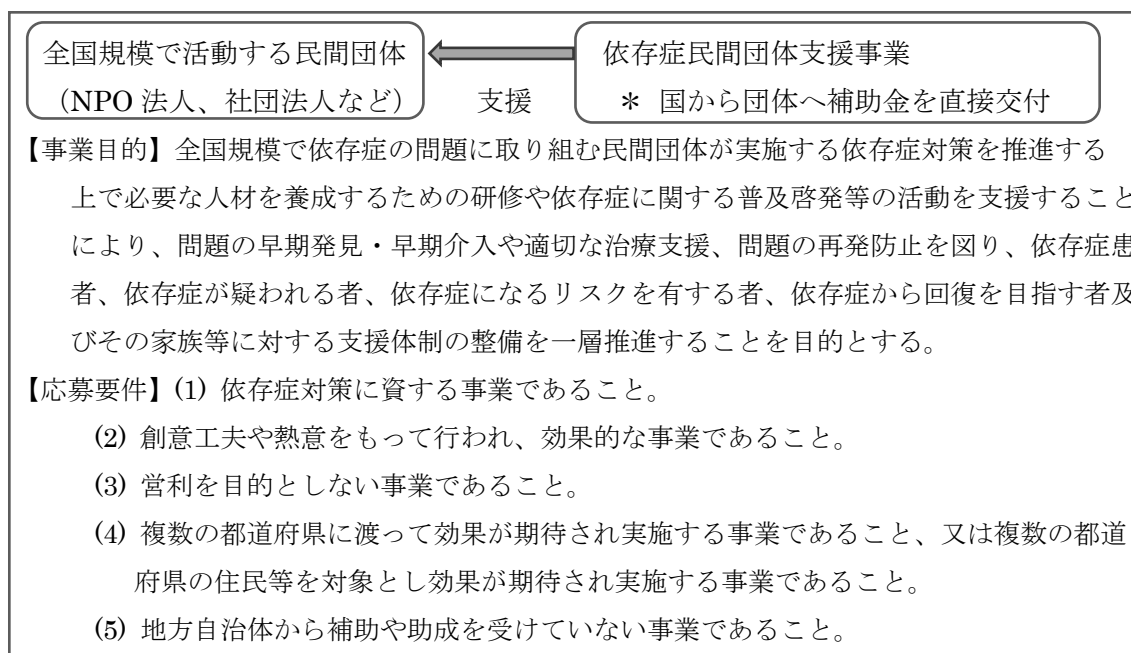 全国規模で活動する民間団体
（NPO 法人、社団法人など）
支援
依存症民間団体支援事業
＊ 国から団体へ補助金を直接交付
【事業目的】全国規模で依存症の問題に取り組む民間団体が実施する依存症対策を推進する
上で必要な人材を養成するための研修や依存症に関する普及啓発等の活動を支援すること
により、問題の早期発見・早期介入や適切な治療支援、問題の再発防止を図り、依存症患
者、依存症が疑われる者、依存症になるリスクを有する者、依存症から回復を目指す者及
びその家族等に対する支援体制の整備を一層推進することを目的とする。
【応募要件】(1) 依存症対策に資する事業であること。
(2) 創意工夫や熱意をもって行われ、効果的な事業であること。
(3) 営利を目的としない事業であること。
(4) 複数の都道府県に渡って効果が期待され実施する事業であること、又は複数の都道
府県の住民等を対象とし効果が期待され実施する事業であること。
(5) 地方自治体から補助や助成を受けていない事業であること。